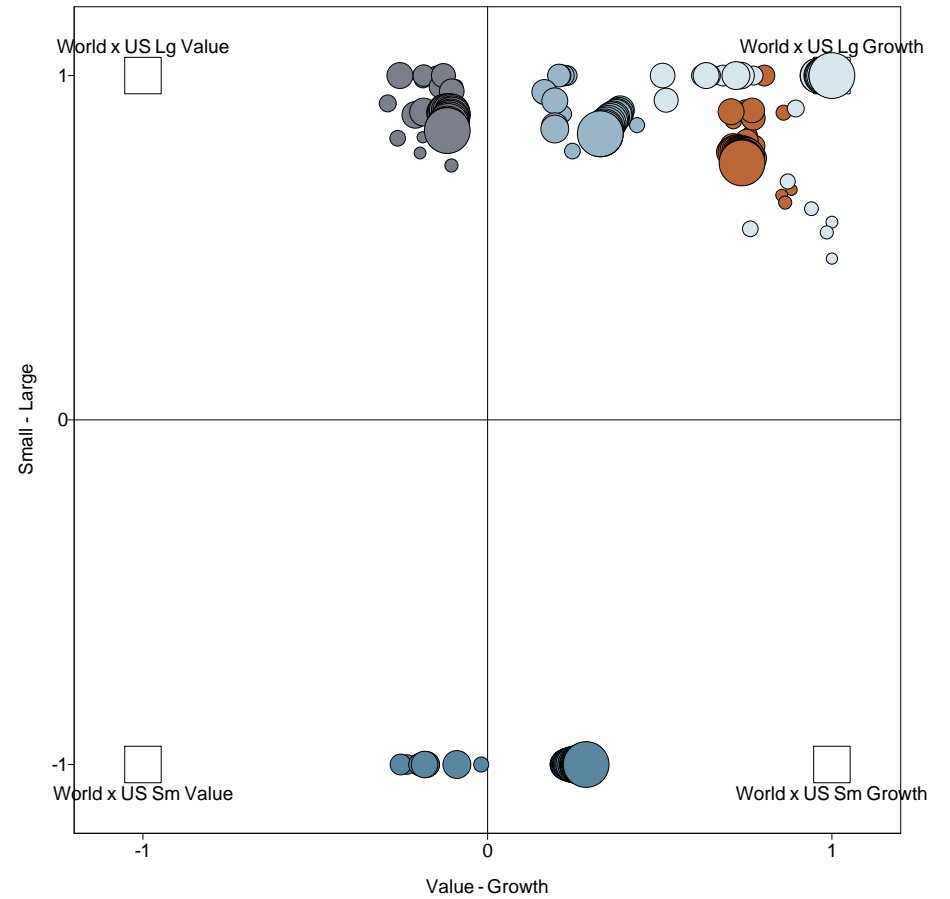 World x US Lg Value
World x US Lg Growth
1
Small - Large
0
-1
World x US Sm Value
World x US Sm Growth
-1
0
1
Value - Growth